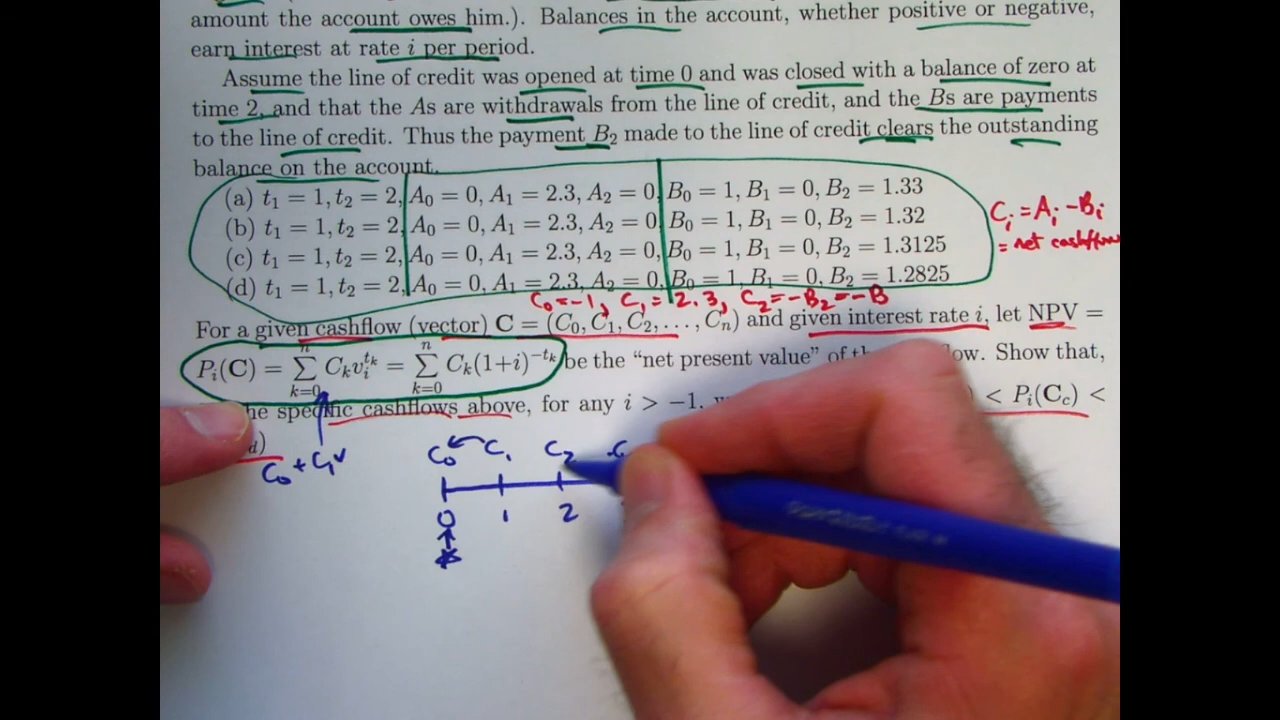 amount the account owes him.). Balances in the account, whether positive or negative,
earn interest at rate i per period.
Assume the line of credit was opened at time 0 and was closed with a balance of zero at
time 2, and that the As are withdrawals from the line of credit, and the Bs are payments
to the line of credit. Thus the payment B₂ made to the line of credit clears the outstanding
balance on the account.
(a) t₁ = 1, t₂ = 2, A₀ = 0, A₁ = 2.3, A₂ = 0, B₀ = 1, B₁ = 0, B₂ = 1.33
(b) t₁ = 1, t₂ = 2, A₀ = 0, A₁ = 2.3, A₂ = 0, B₀ = 1, B₁ = 0, B₂ = 1.32
(c) t₁ = 1, t₂ = 2, A₀ = 0, A₁ = 2.3, A₂ = 0, B₀ = 1, B₁ = 0, B₂ = 1.3125
(d) t₁ = 1, t₂ = 2, A₀ = 0, A₁ = 2.3, A₂ = 0, B₀ = 1, B₁ = 0, B₂ = 1.2825
Cᵢ = Aᵢ - Bᵢ
= net cashflow
C₀ = -1, C₁ = 2.3, C₂ = -B₂ = -B
For a given cashflow (vector) C = (C₀, C₁, C₂, . . . , Cₙ) and given interest rate i, let NPV =
Pᵢ(C) = ∑ₖ₌₀ⁿ Cₖvᵢ^tₖ = ∑ₖ₌₀ⁿ Cₖ(1+i)^-tₖ be the “net present value” of low. Show that,
he specific cashflows above, for any i > -1, < Pᵢ(C_c) <
d)
C₀ + C₁v
C₀ C₁ C₂
0 1 2